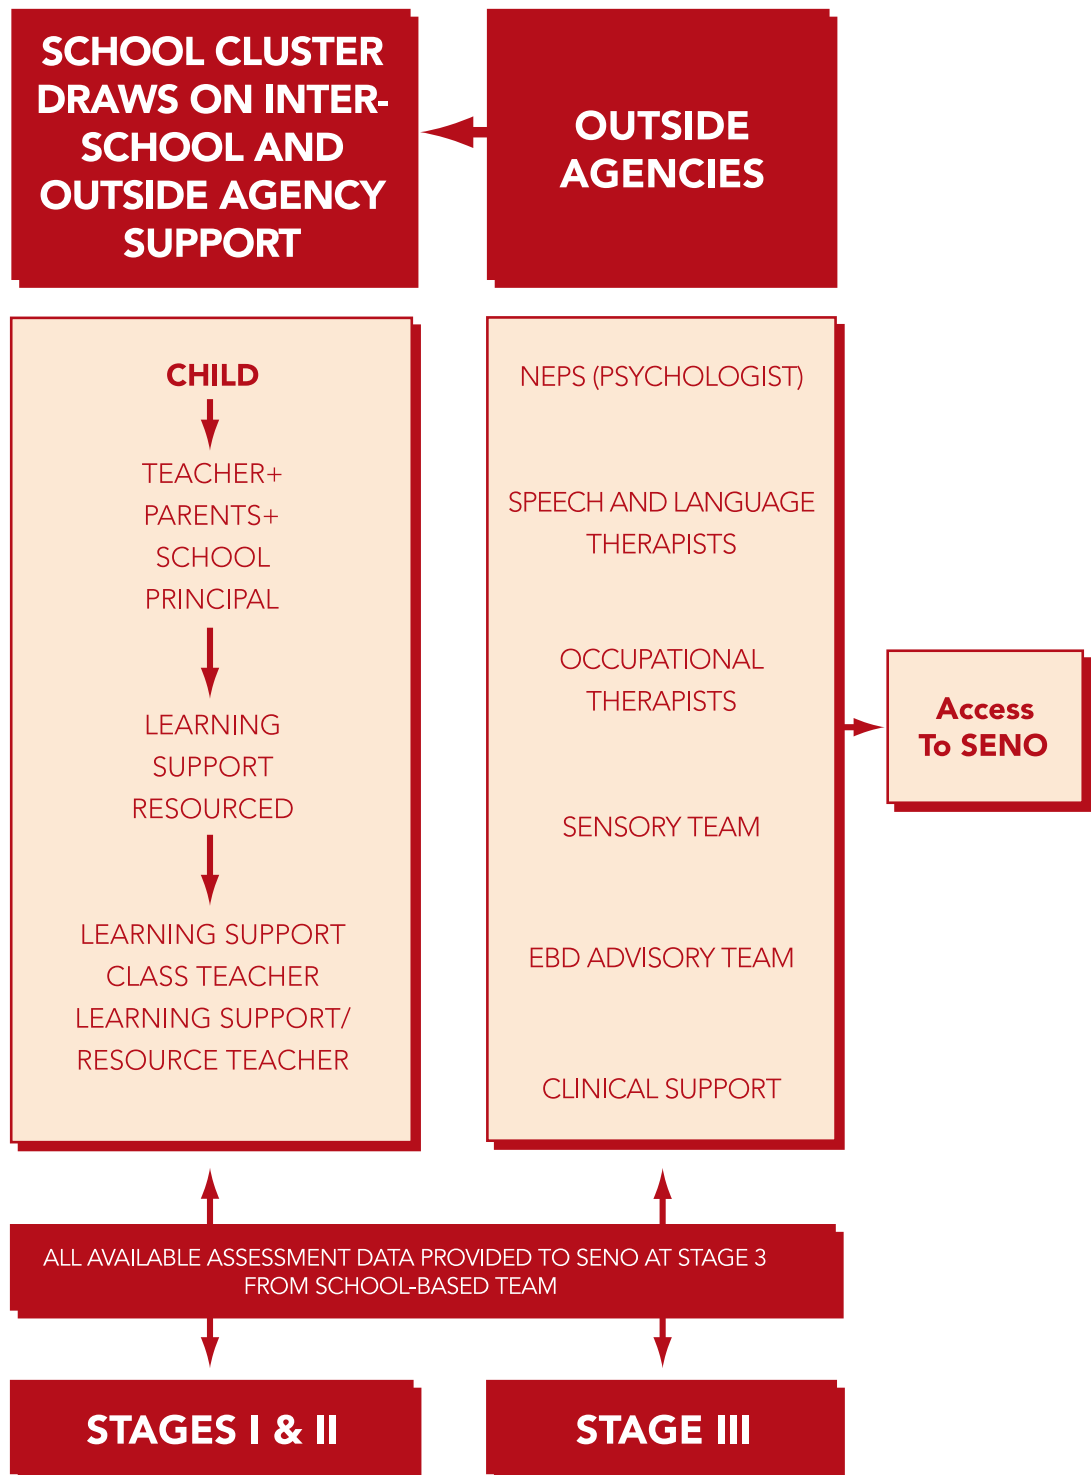 SCHOOL CLUSTER
DRAWS ON INTER-
SCHOOL AND
OUTSIDE AGENCY
SUPPORT
OUTSIDE
AGENCIES
CHILD
TEACHER+
PARENTS+
SCHOOL
PRINCIPAL
LEARNING
SUPPORT
RESOURCED
LEARNING SUPPORT
CLASS TEACHER
LEARNING SUPPORT/
RESOURCE TEACHER
NEPS (PSYCHOLOGIST)
SPEECH AND LANGUAGE
THERAPISTS
OCCUPATIONAL
THERAPISTS
SENSORY TEAM
EBD ADVISORY TEAM
CLINICAL SUPPORT
Access
To SENO
ALL AVAILABLE ASSESSMENT DATA PROVIDED TO SENO AT STAGE 3
FROM SCHOOL-BASED TEAM
STAGES I & II
STAGE III